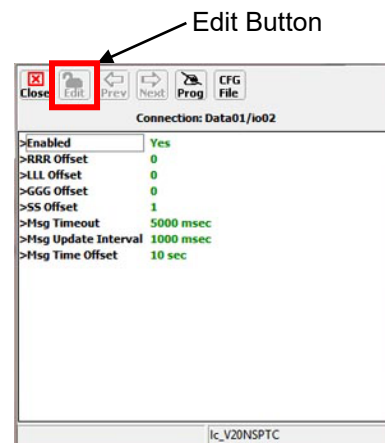 Edit Button
Close Edit Prev Next Prog CFG File
Connection: Data01/io02
>Enabled Yes
>RRR Offset 0
>LLL Offset 0
>GGG Offset 0
>SS Offset 1
>Msg Timeout 5000 msec
>Msg Update Interval 1000 msec
>Msg Time Offset 10 sec
lc_V20NSPTC